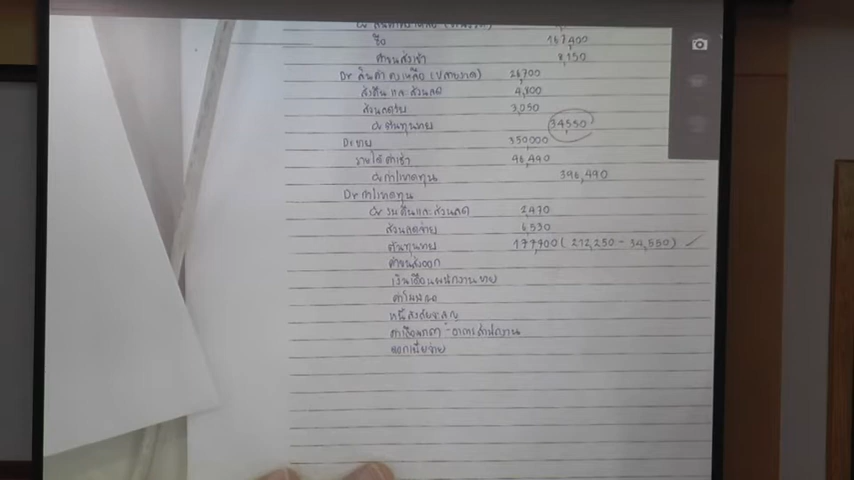 ซื้อ 167,400
ค่าขนส่งเข้า 8,150
Dr สินค้าคงเหลือ (ปลายงวด) 26,700
ส่งคืนและส่วนลด 4,800
ส่วนลดรับ 3,050
Cr ต้นทุนขาย 34,550
Dr ขาย 350,000
รายได้ค่าเช่า 46,490
Cr กำไรขาดทุน 396,490
Dr กำไรขาดทุน
Cr รับคืนและส่วนลด 2,470
ส่วนลดจ่าย 6,530
ต้นทุนขาย 177,700 (212,250 - 34,550) ✓
ค่าขนส่งออก
เงินเดือนพนักงานขาย
ค่าโฆษณา
หนี้สงสัยจะสูญ
ค่าเสื่อมราคา - อาคารสำนักงาน
ดอกเบี้ยจ่าย